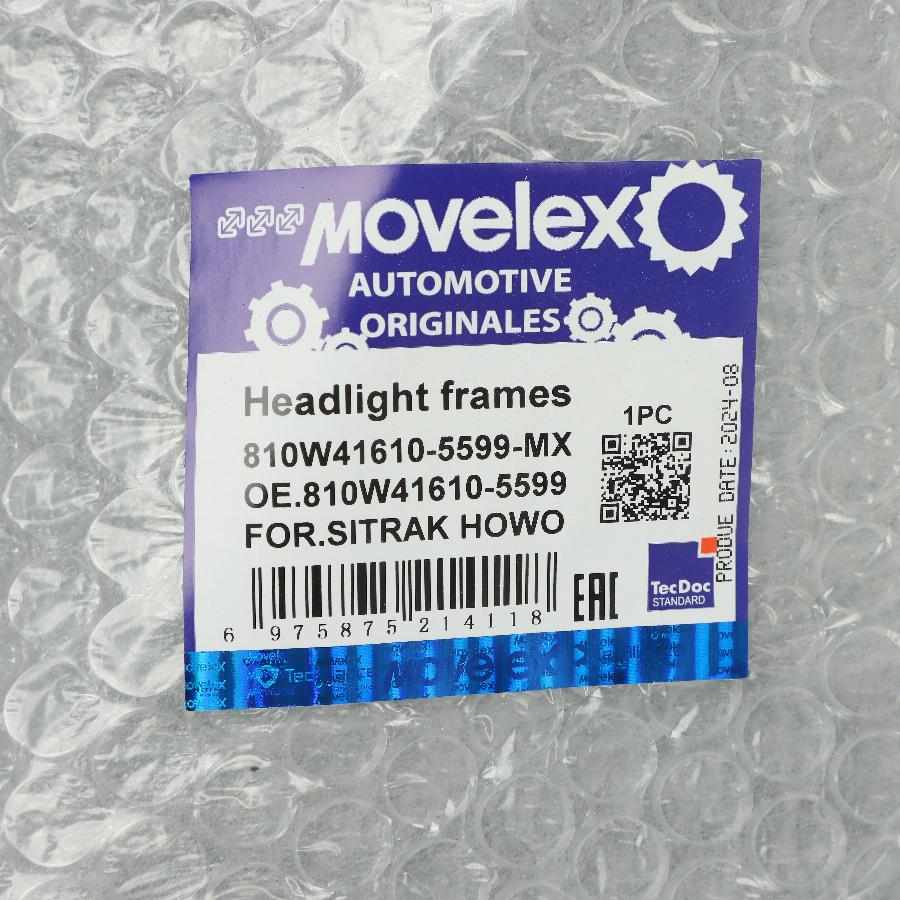 MOVelex
AUTOMOTIVE
ORIGINALES
Headlight frames
810W41610-5599-MX
OE.810W41610-5599
FOR.SITRAK HOWO
1PC
PRODUE DATE:2024-08
6 975875 214118
EAC
TecDoc
STANDARD
MOVelex